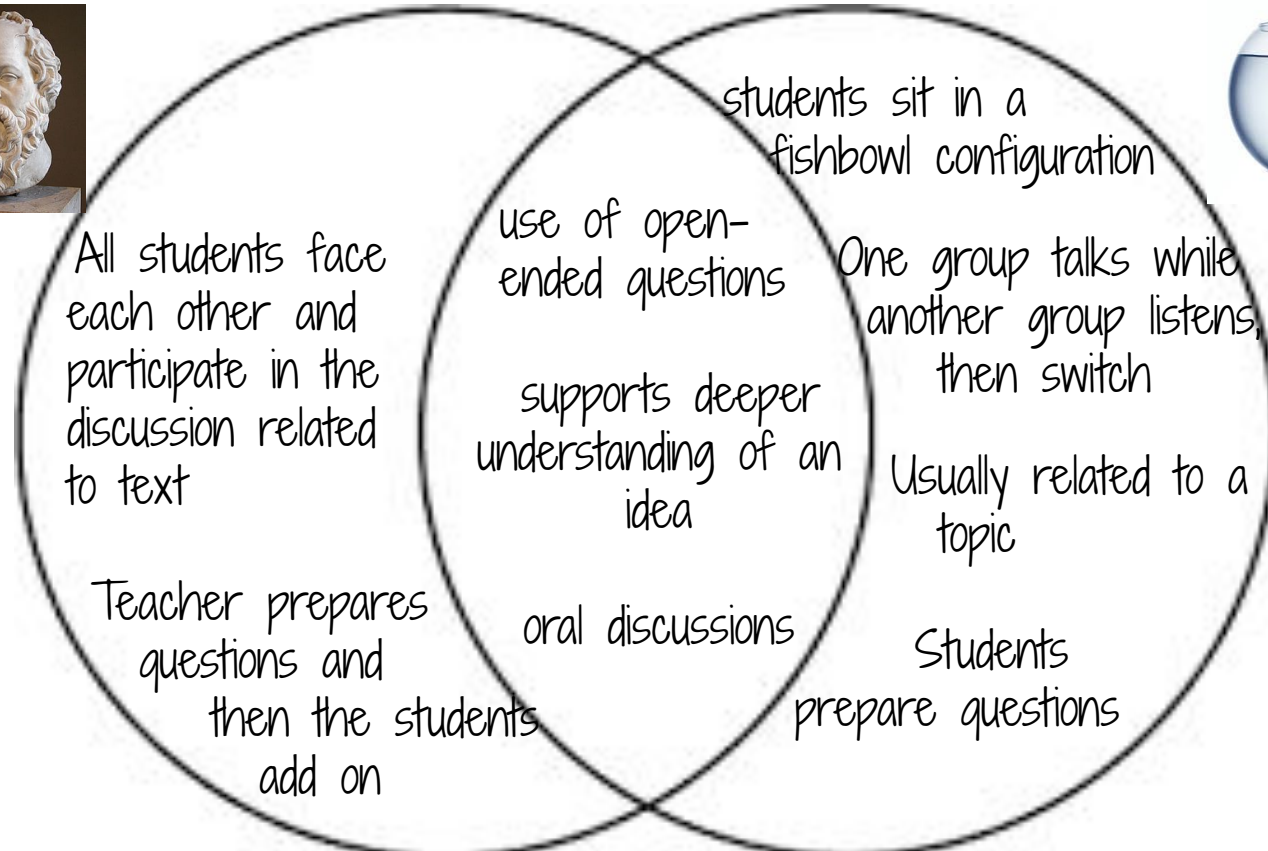 All students face
each other and
participate in the
discussion related
to text
Teacher prepares
questions and
then the students
add on
use of open-
ended questions
supports deeper
understanding of an
idea
oral discussions
students sit in a
fishbowl configuration
One group talks while
another group listens,
then switch
Usually related to a
topic
Students
prepare questions